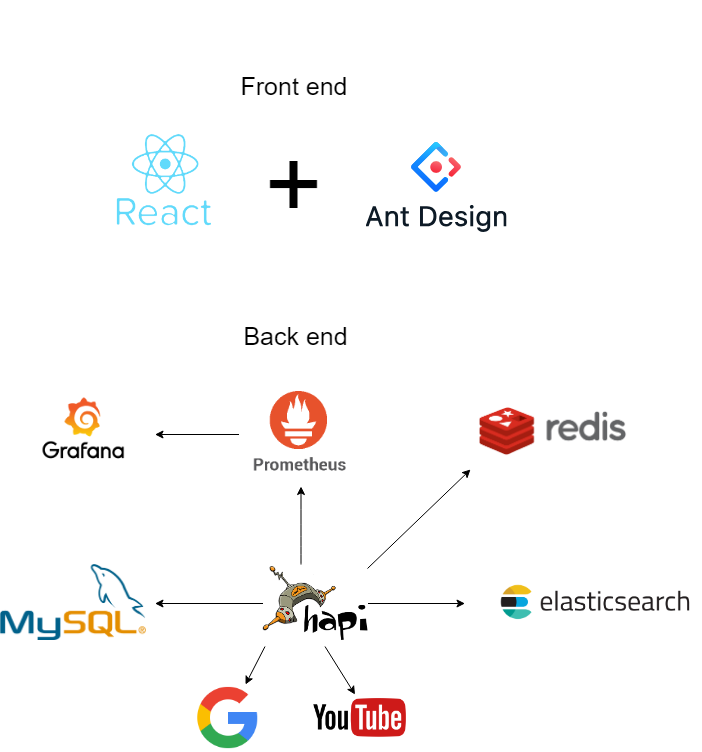 Front end
React
Ant Design
Back end
Grafana
Prometheus
redis
MySQL®
hapi
elasticsearch
G
YouTube